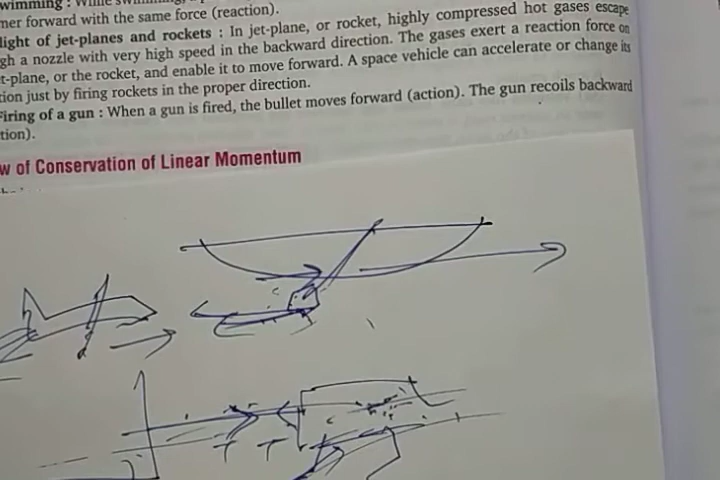 wimming :
mer forward with the same force (reaction).
light of jet-planes and rockets : In jet-plane, or rocket, highly compressed hot gases escape
gh a nozzle with very high speed in the backward direction. The gases exert a reaction force on
t-plane, or the rocket, and enable it to move forward. A space vehicle can accelerate or change its
tion just by firing rockets in the proper direction.
Firing of a gun : When a gun is fired, the bullet moves forward (action). The gun recoils backward
tion).
w of Conservation of Linear Momentum
T T